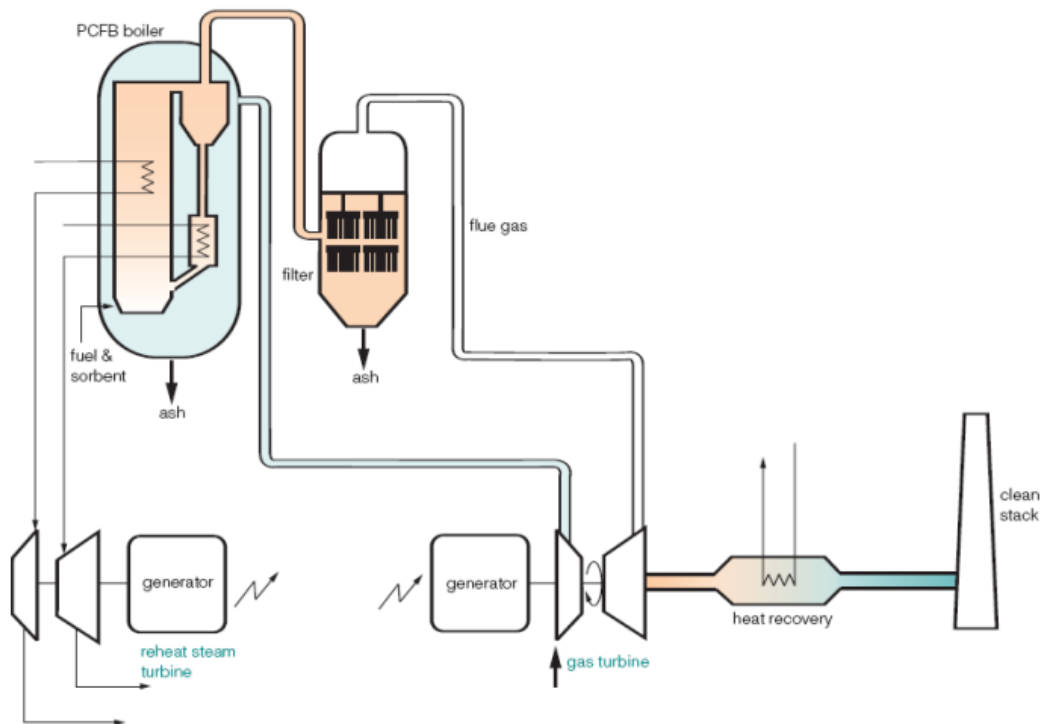 PCFB boiler
flue gas
filter
fuel &
sorbent
ash
ash
clean
stack
generator
generator
heat recovery
reheat steam
turbine
gas turbine